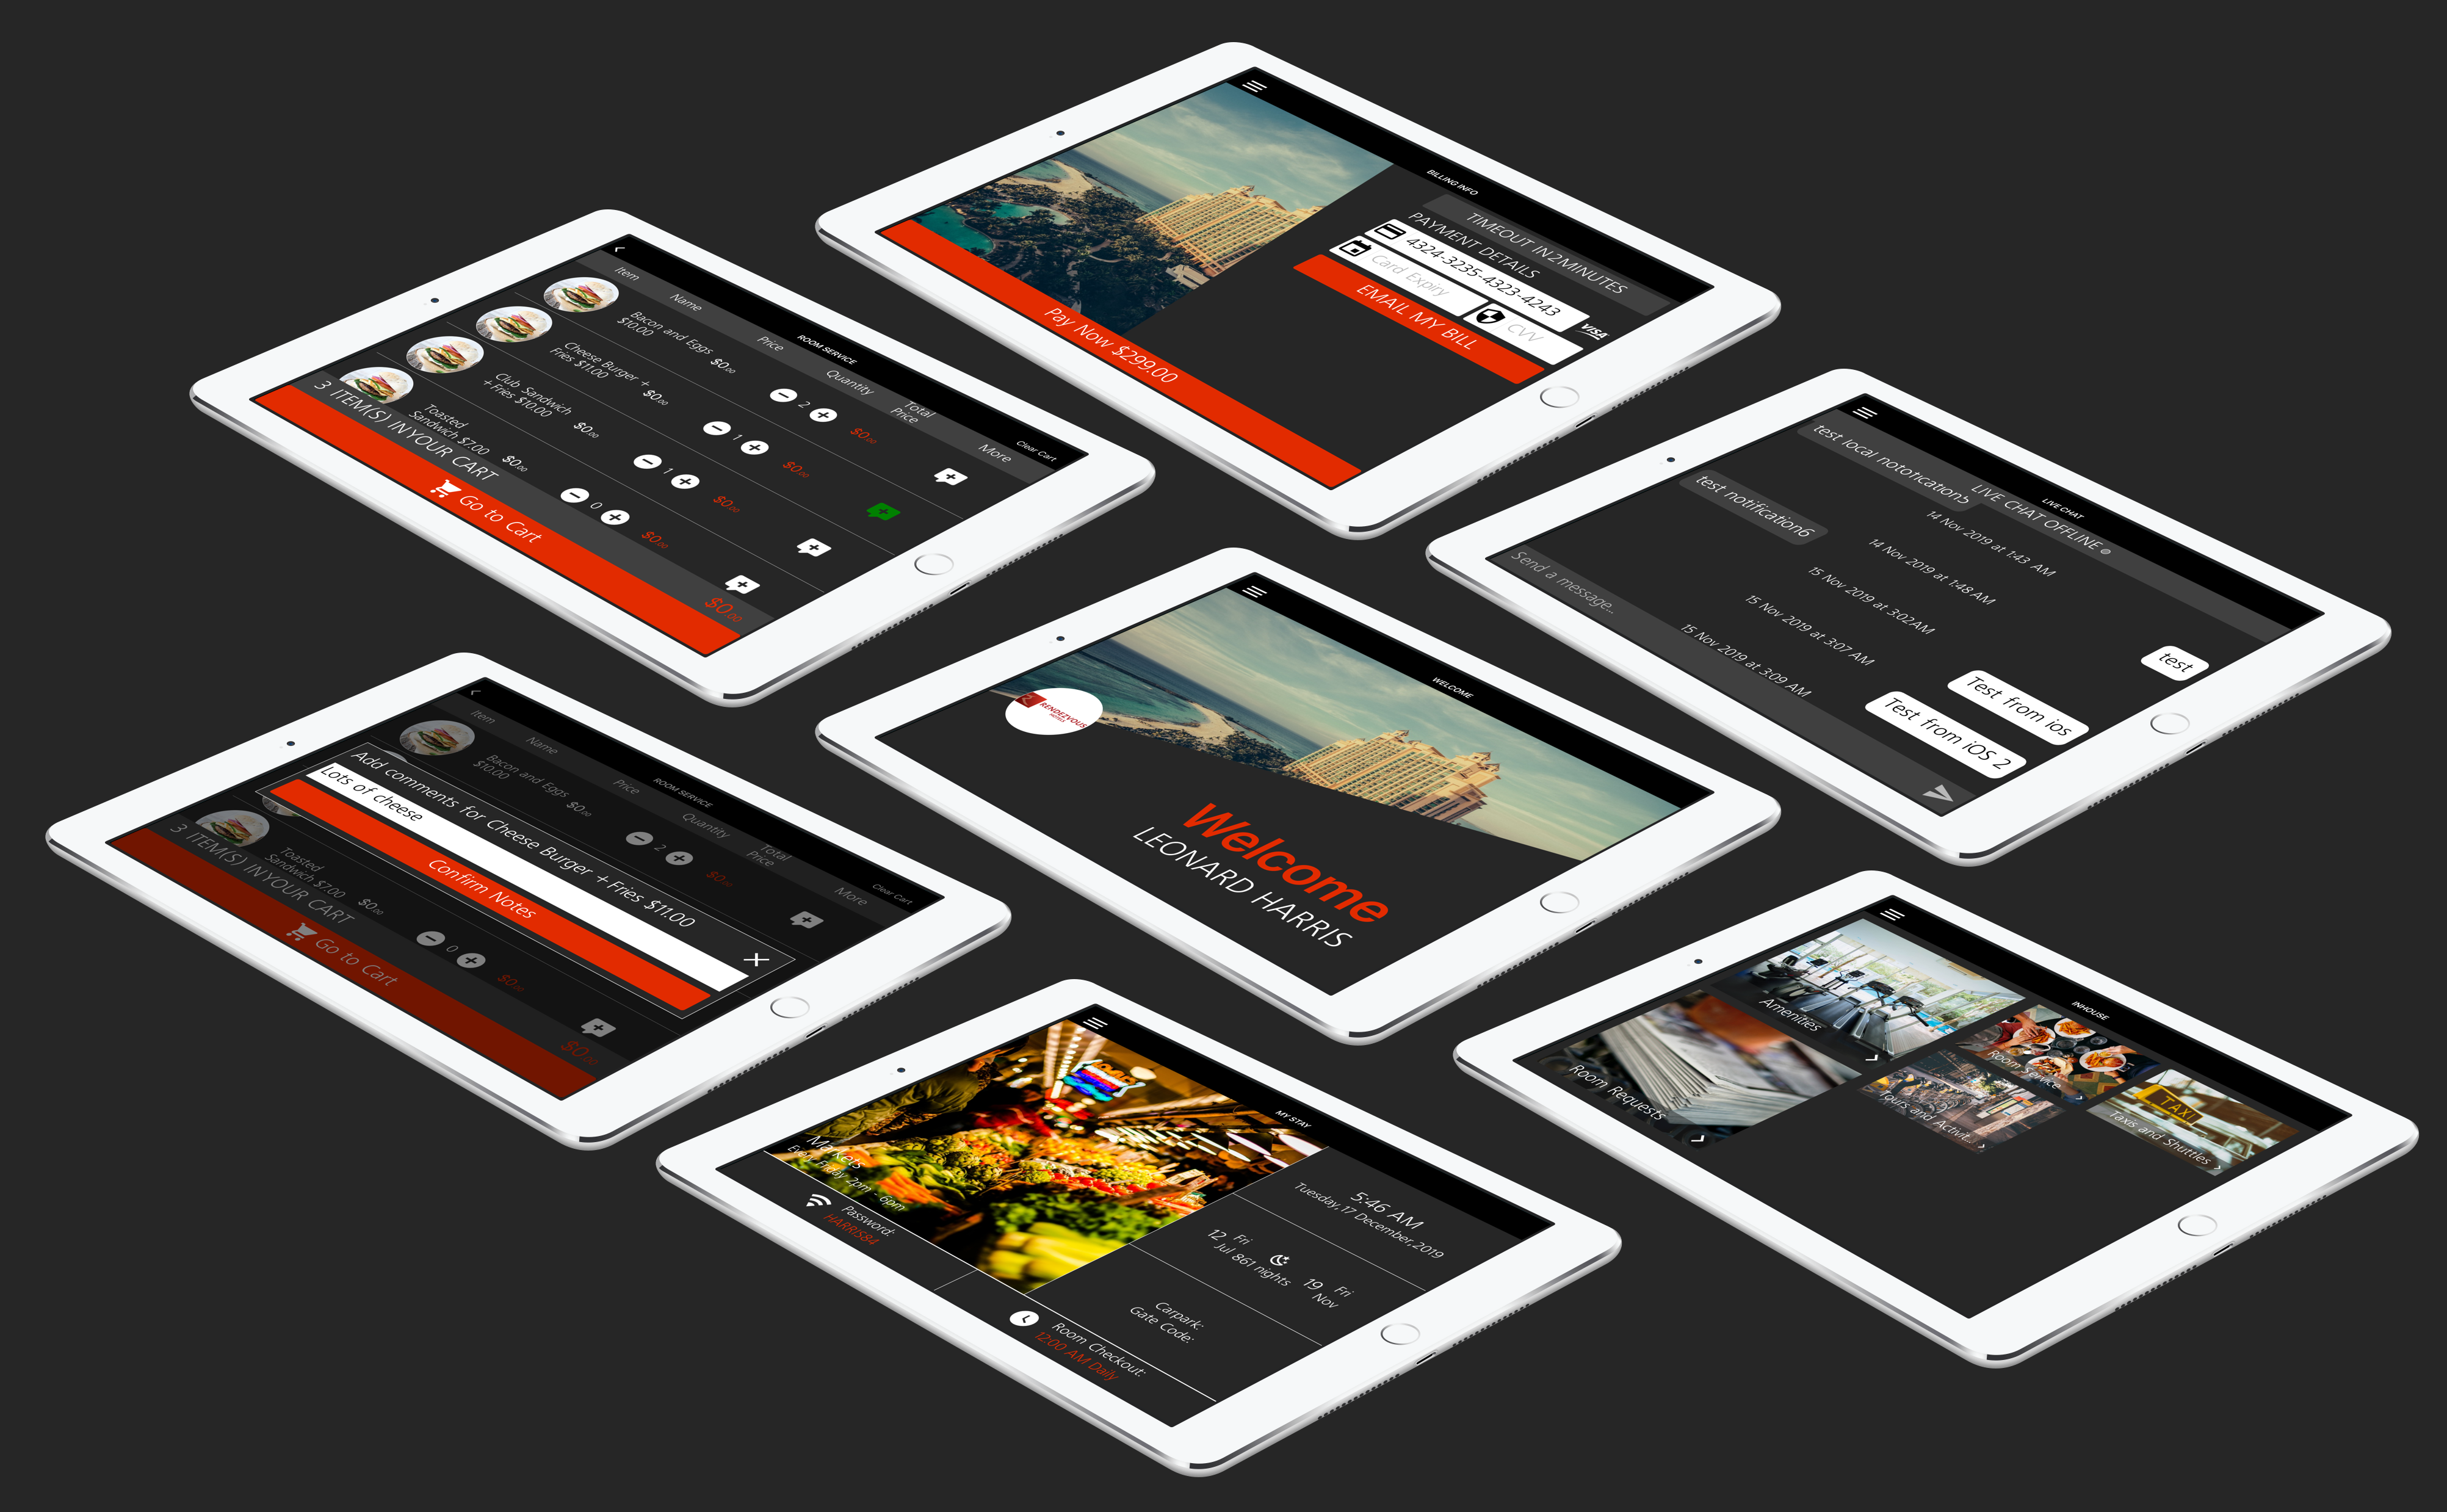 BILLING INFO
TIMEOUT IN 2 MINUTES
PAYMENT DETAILS
4324-3235-4323-4243
VISA
Card Expiry
CVV
EMAIL MY BILL
Pay Now $299.00
ROOM SERVICE
Clear Cart
Item Name Price Quantity Total Price More
Bacon and Eggs $10.00
$0.00
2
$0.00
Cheese Burger + Fries $11.00
$0.00
1
$0.00
Club Sandwich + Fries $10.00
$0.00
1
$0.00
Toasted Sandwich $7.00
$0.00
0
$0.00
3 ITEM(S) IN YOUR CART
$0.00
Go to Cart
LIVE CHAT
LIVE CHAT OFFLINE
test local nototication5
14 Nov 2019 at 1:43 AM
test notification6
14 Nov 2019 at 1:48 AM
15 Nov 2019 at 3:02 AM
test
15 Nov 2019 at 3:07 AM
Test from ios
15 Nov 2019 at 3:09 AM
Test from iOS 2
Send a message...
WELCOME
RENDEZVOUS
HOTELS
Welcome
LEONARD HARRIS
ROOM SERVICE
Clear Cart
Item Name Price Quantity Total Price More
Bacon and Eggs $10.00
$0.00
2
$0.00
Add comments for Cheese Burger + Fries $11.00
Lots of cheese
Confirm Notes
Toasted Sandwich $7.00
$0.00
0
$0.00
3 ITEM(S) IN YOUR CART
$0.00
Go to Cart
INHOUSE
Amenities
Room Service
Taxis and Shuttles
TAXI
Room Requests
Tours and Activit...
MY STAY
Markets
Every Friday 2pm - 6pm
5:46 AM
Tuesday, 17 December, 2019
12 Fri Jul
861 nights
19 Fri Nov
Carpark:
Gate Code:
Password:
HARRIS84
Room Checkout:
12:00 AM Daily